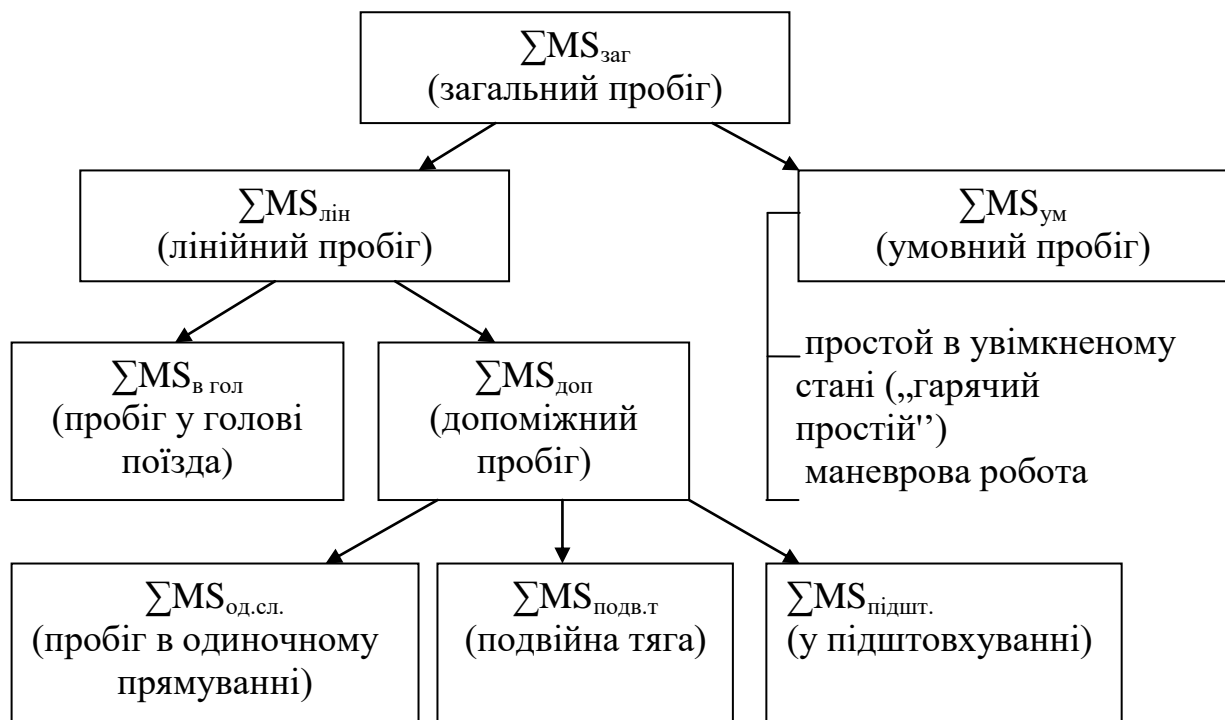 ∑MSзаг
(загальний пробіг)
∑MSлін
(лінійний пробіг)
∑MSум
(умовний пробіг)
∑MSв гол
(пробіг у голові
поїзда)
∑MSдоп
(допоміжний
пробіг)
простой в увімкненому
стані („гарячий
простій'’)
маневрова робота
∑MSод.сл.
(пробіг в одиночному
прямуванні)
∑MSподв.т
(подвійна тяга)
∑MSпідшт.
(у підштовхуванні)